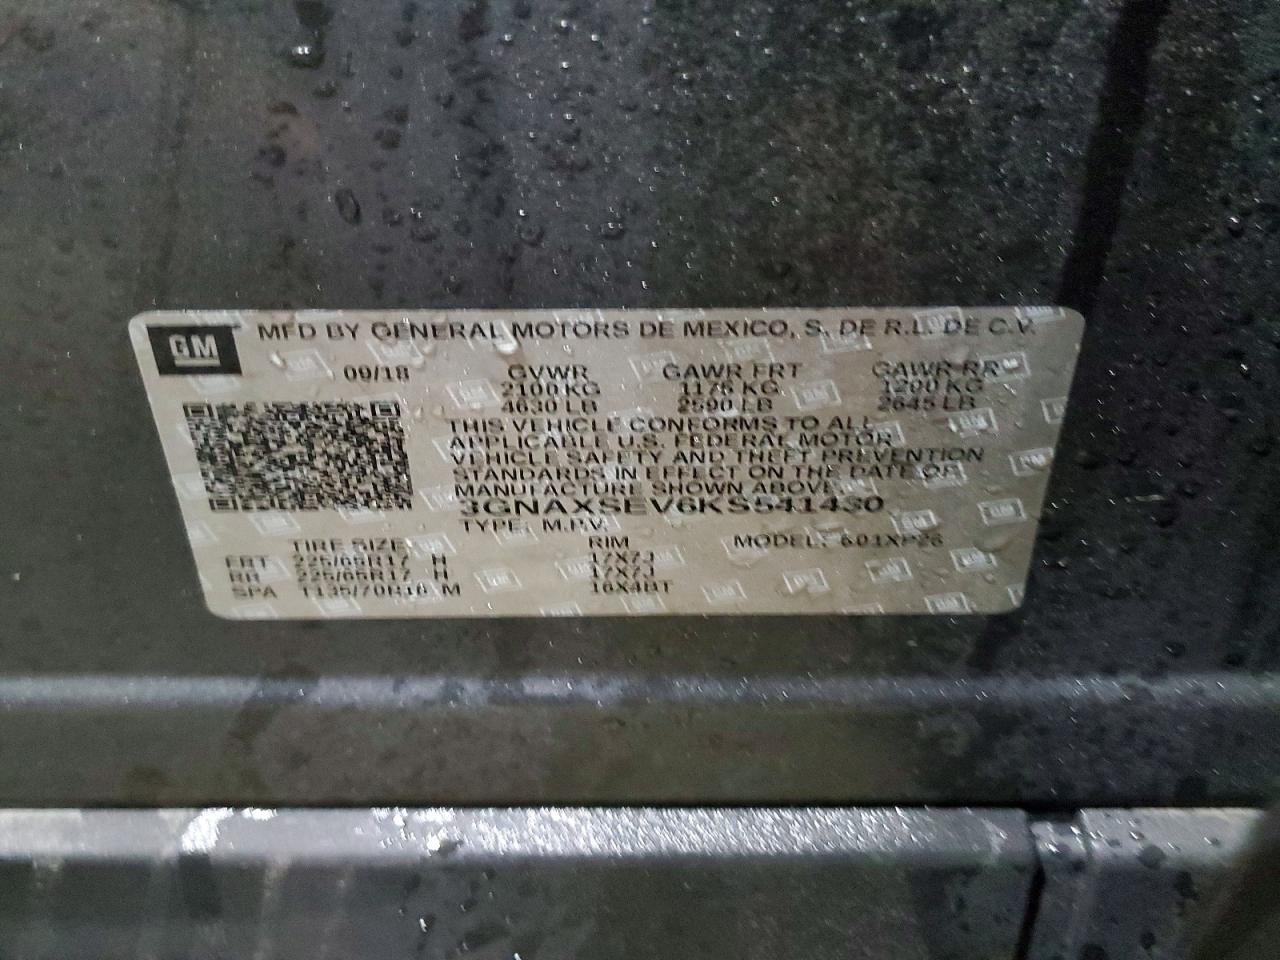 GM
MFD BY GENERAL MOTORS DE MEXICO, S. DE R.L. DE C.V.
09/18 GVWR GAWR FRT GAWR RR
2100 KG 1175 KG 1200 KG
4630 LB 2590 LB 2645 LB
THIS VEHICLE CONFORMS TO ALL
APPLICABLE U.S. FEDERAL MOTOR
VEHICLE SAFETY AND THEFT PREVENTION
STANDARDS IN EFFECT ON THE DATE OF
MANUFACTURE SHOWN ABOVE.
3GNAXSEV6KS541430
TYPE: M.P.V.
TIRE SIZE RIM MODEL: 601XP26
FRT 225/65R17 H 17X7J
RR 225/65R17 H 17X7J
SPA T135/70R16 M 16X4BT